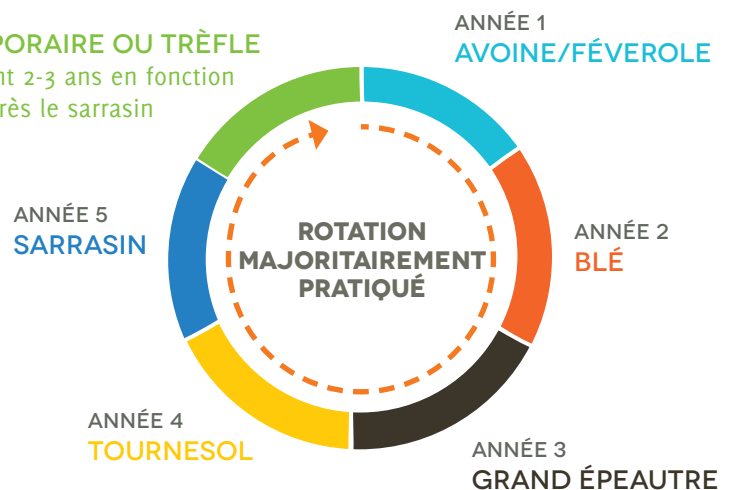 PORAIRE OU TRÈFLE
nt 2-3 ans en fonction
rès le sarrasin
ANNÉE 1
AVOINE/FÉVEROLE
ANNÉE 2
BLÉ
ANNÉE 3
GRAND ÉPEAUTRE
ANNÉE 4
TOURNESOL
ANNÉE 5
SARRASIN
ROTATION
MAJORITAIREMENT
PRATIQUÉ